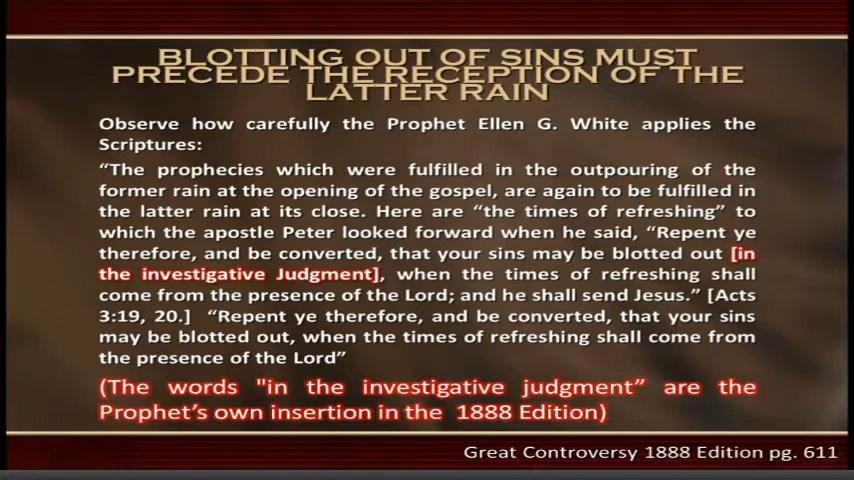 BLOTTING OUT OF SINS MUST
PRECEDE THE RECEPTION OF THE
LATTER RAIN
Observe how carefully the Prophet Ellen G. White applies the
Scriptures:
“The prophecies which were fulfilled in the outpouring of the
former rain at the opening of the gospel, are again to be fulfilled in
the latter rain at its close. Here are “the times of refreshing” to
which the apostle Peter looked forward when he said, “Repent ye
therefore, and be converted, that your sins may be blotted out [in
the investigative Judgment], when the times of refreshing shall
come from the presence of the Lord; and he shall send Jesus.” [Acts
3:19, 20.] “Repent ye therefore, and be converted, that your sins
may be blotted out, when the times of refreshing shall come from
the presence of the Lord”
(The words "in the investigative judgment” are the
Prophet’s own insertion in the 1888 Edition)
Great Controversy 1888 Edition pg. 611